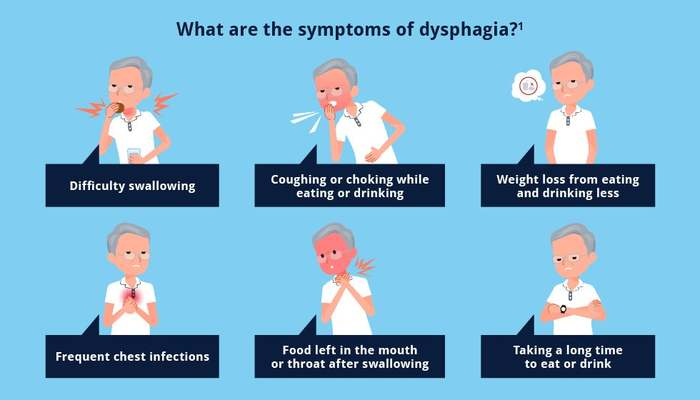 What are the symptoms of dysphagia?¹
Difficulty swallowing
Coughing or choking while
eating or drinking
Weight loss from eating
and drinking less
Frequent chest infections
Food left in the mouth
or throat after swallowing
Taking a long time
to eat or drink